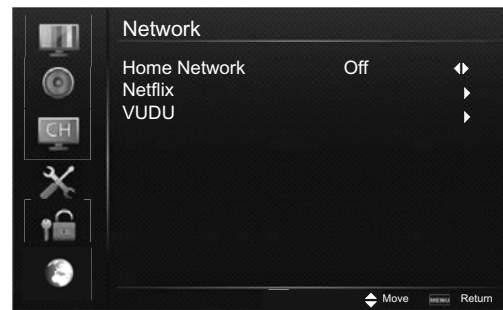 Network
Home Network Off
Netflix
VUDU
CH
Move MENU Return